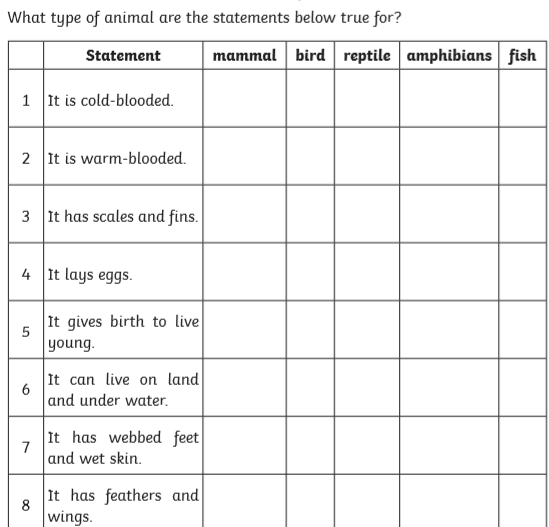 What type of animal are the statements below true for?
Statement mammal bird reptile amphibians fish
1 It is cold-blooded.
2 It is warm-blooded.
3 It has scales and fins.
4 It lays eggs.
5 It gives birth to live
young.
6 It can live on land
and under water.
7 It has webbed feet
and wet skin.
8 It has feathers and
wings.